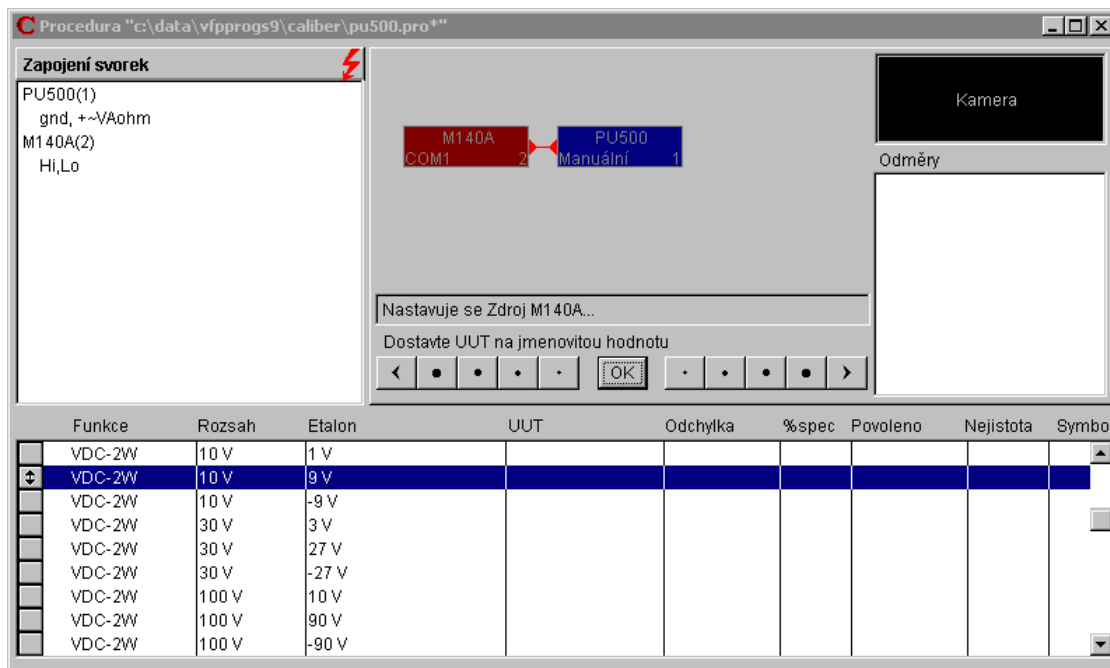 Procedura "c:\data\vfpprogs9\caliber\pu500.pro*"
Zapojení svorek
PU500(1)
gnd, +~VAohm
M140A(2)
Hi,Lo
M140A
COM1 2
PU500
Manuální 1
Kamera
Odměry
Nastavuje se Zdroj M140A...
Dostavte UUT na jmenovitou hodnotu
OK
Funkce Rozsah Etalon UUT Odchylka %spec Povoleno Nejistota Symbo
VDC-2W 10 V 1 V
VDC-2W 10 V 9 V
VDC-2W 10 V -9 V
VDC-2W 30 V 3 V
VDC-2W 30 V 27 V
VDC-2W 30 V -27 V
VDC-2W 100 V 10 V
VDC-2W 100 V 90 V
VDC-2W 100 V -90 V